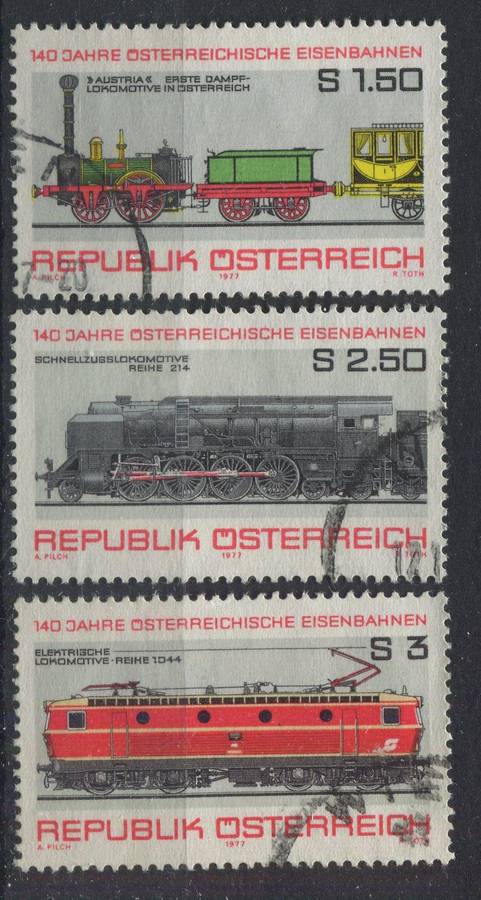 140 JAHRE ÖSTERREICHISCHE EISENBAHNEN
»AUSTRIA« ERSTE DAMPF-
LOKOMOTIVE IN ÖSTERREICH
S 1.50
REPUBLIK ÖSTERREICH
A. PILCH 1977 R. TOTH
20
140 JAHRE ÖSTERREICHISCHE EISENBAHNEN
SCHNELLZUGSLOKOMOTIVE
REIHE 214
S 2.50
REPUBLIK ÖSTERREICH
A. PILCH 1977 TOTH
140 JAHRE ÖSTERREICHISCHE EISENBAHNEN
ELEKTRISCHE
LOKOMOTIVE-REIHE 1044
S 3
REPUBLIK ÖSTERREICH
A. PILCH 1977